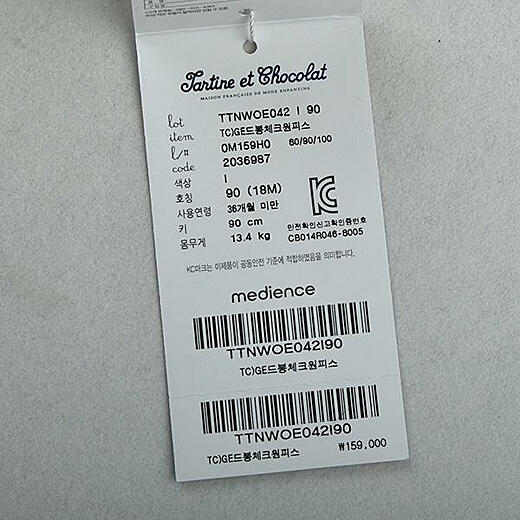 Tartine et Chocolat
MAISON FRANÇAISE DE MODE ENFANTINE
lot TTNWOE042 I 90
item TC)GE드봉체크원피스
l/# 0M159H0 80/90/100
code 2036987
색상 I
호칭 90 (18M)
사용연령 36개월 미만
키 90 cm
몸무게 13.4 kg
안전확인신고확인증번호
CB014R046-8005
KC마크는 이제품이 공통안전 기준에 적합하였음을 의미합니다.
medience
TTNWOE042I90
TC)GE드봉체크원피스
TTNWOE042I90
TC)GE드봉체크원피스 ₩159,000